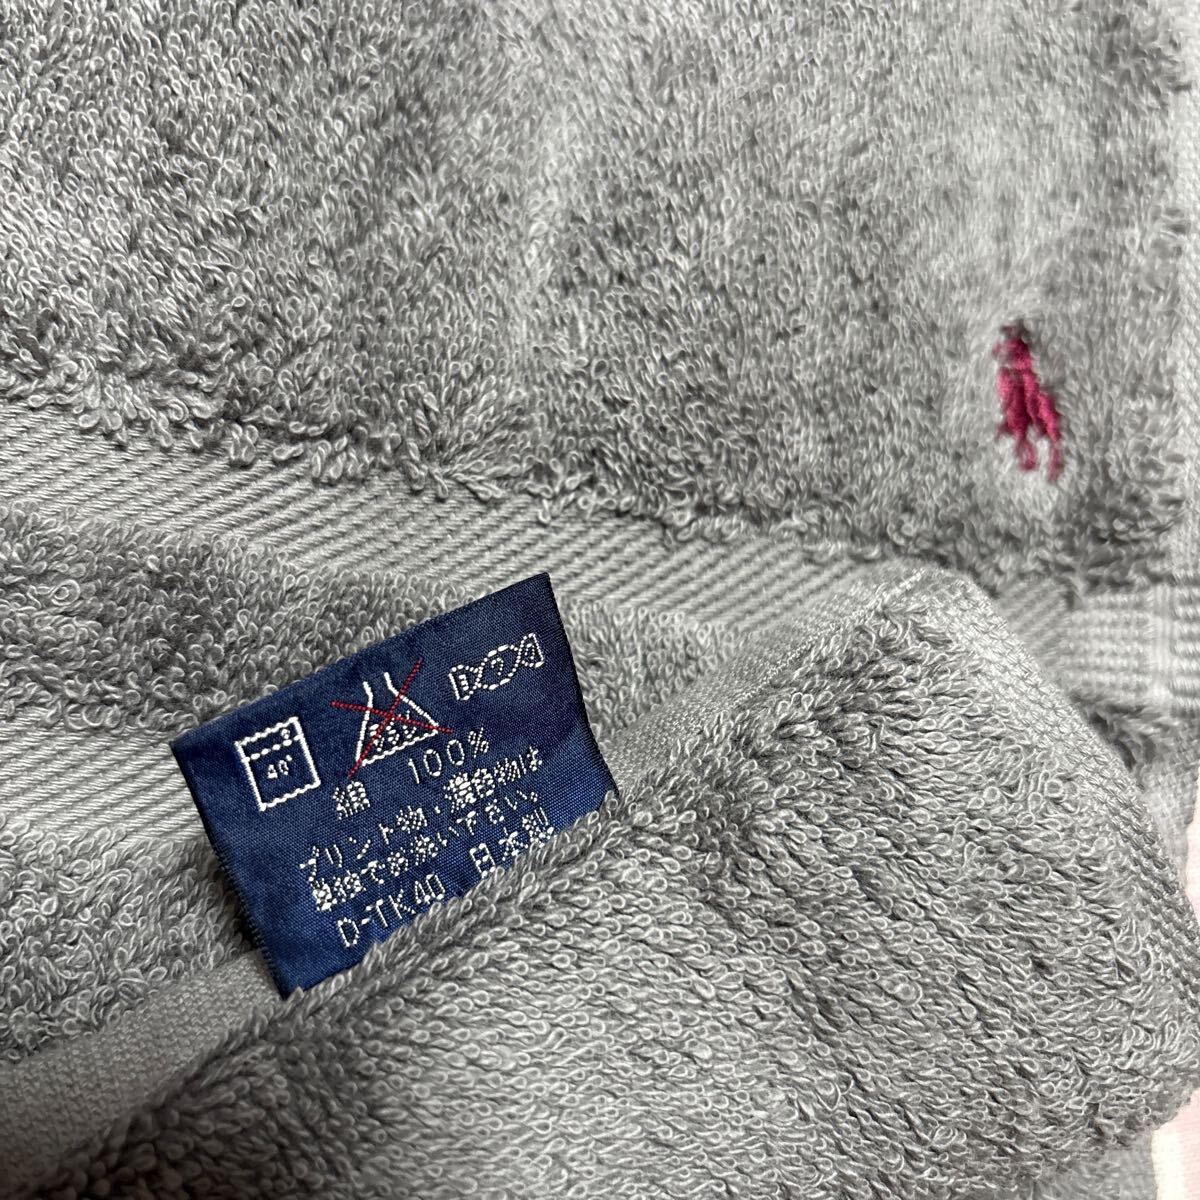 40°
綿 100%
プリント物・濃色物は
単独でお洗い下さい。
D-TK40 日本製